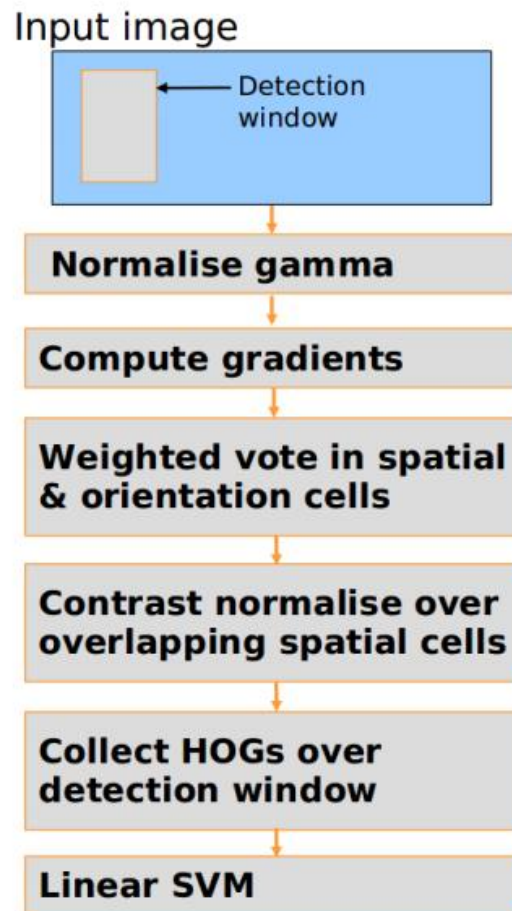 Input image
Detection
window
Normalise gamma
Compute gradients
Weighted vote in spatial
& orientation cells
Contrast normalise over
overlapping spatial cells
Collect HOGs over
detection window
Linear SVM